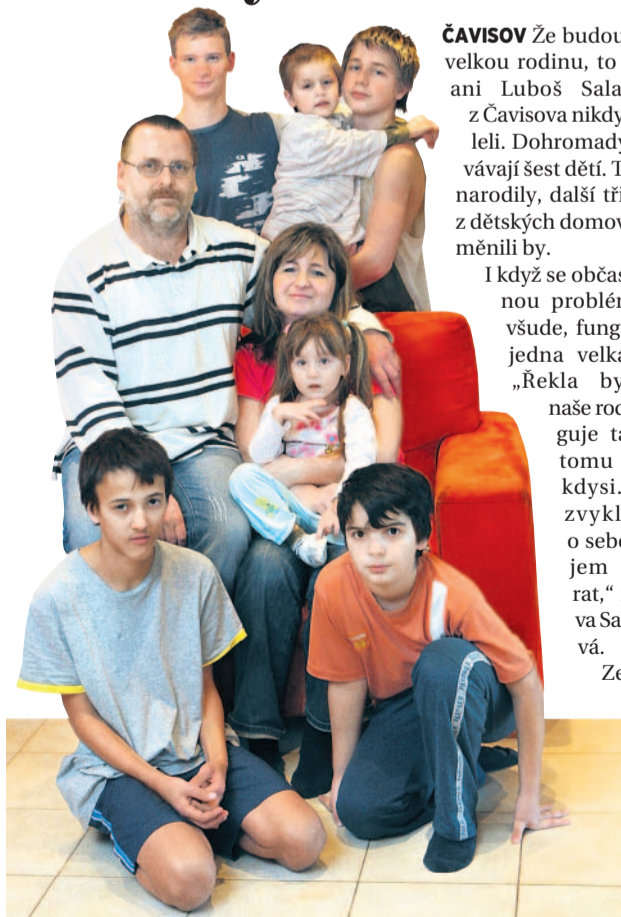 ČAVISOV Že budou
velkou rodinu, to
ani Luboš Sala
z Čavisova nikdy
leli. Dohromady
vávají šest dětí. T
narodily, další tři
z dětských domov
měnili by.
I když se občas
nou problém
všude, fung
jedna velka
„Řekla by
naše rod
guje ta
tomu
kdysi.
zvykl
o sebe
jem
rat,“
va Sa
vá.
Ze